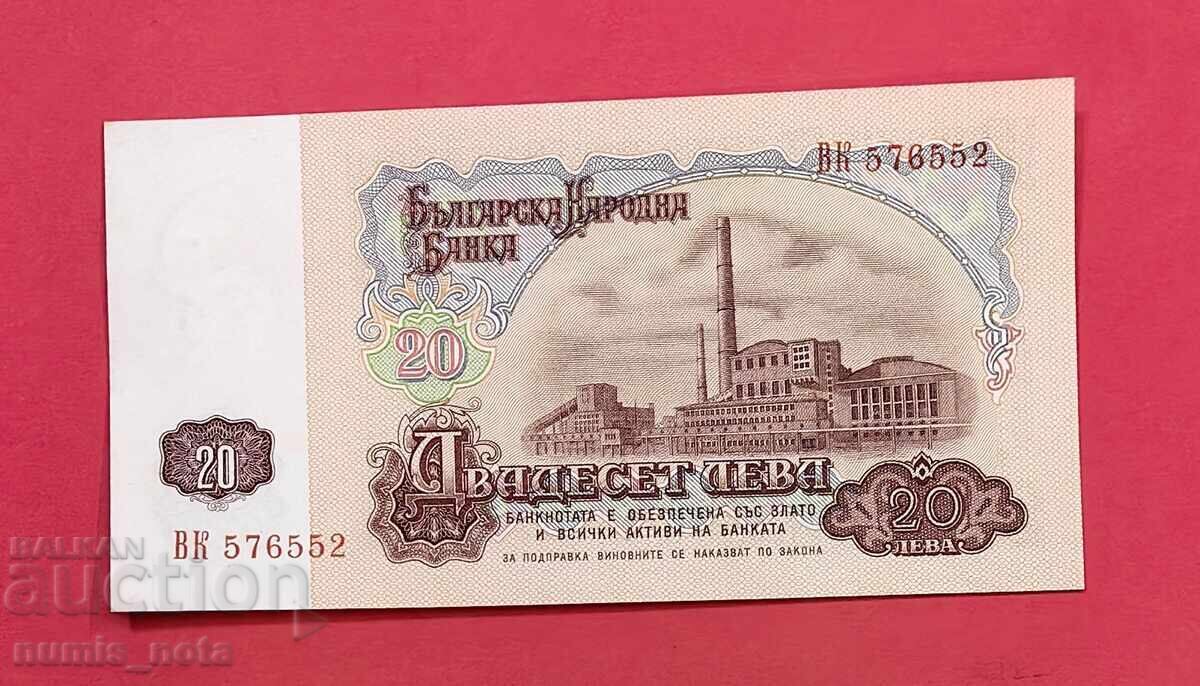 ВК 576552
Българска Народна
Банка
20
Двадесет лева
20
БАНКНОТАТА Е ОБЕЗПЕЧЕНА СЪС ЗЛАТО
И ВСИЧКИ АКТИВИ НА БАНКАТА
20
ЛЕВА
ВК 576552
ЗА ПОДПРАВКА ВИНОВНИТЕ СЕ НАКАЗВАТ ПО ЗАКОНА
BALKAN
auction
numis_nota